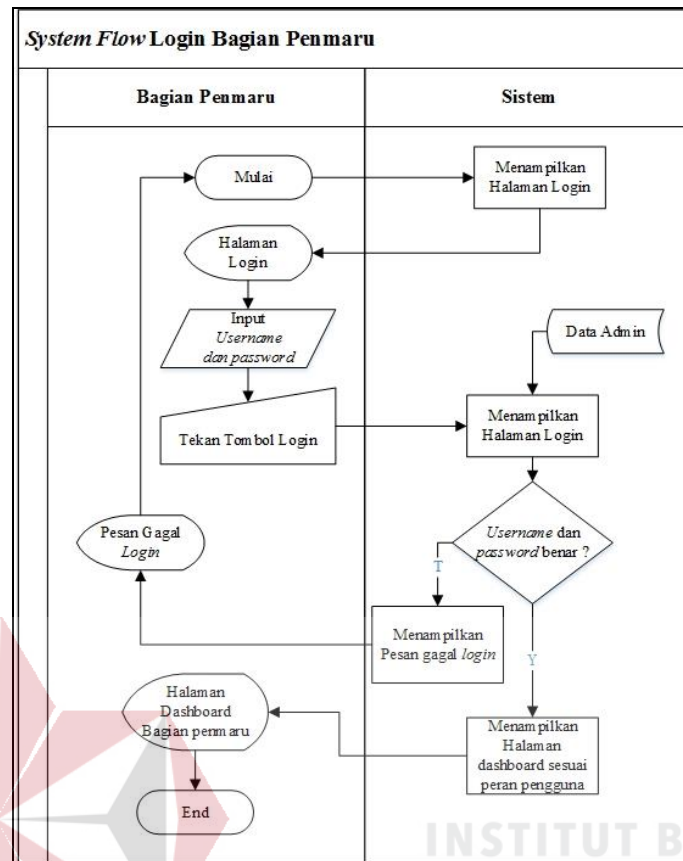 System Flow Login Bagian Penmaru
Bagian Penmaru
Sistem
Mulai
Menampilkan
Halaman Login
Halaman
Login
Input
Username
dan password
Data Admin
Tekan Tombol Login
Menampilkan
Halaman Login
Username dan
password benar ?
Pesan Gagal
Login
T
Menampilkan
Pesan gagal login
Y
Halaman
Dashboard
Bagian penmaru
Menampilkan
Halaman
dashboard sesuai
peran pengguna
End
INSTITUT B